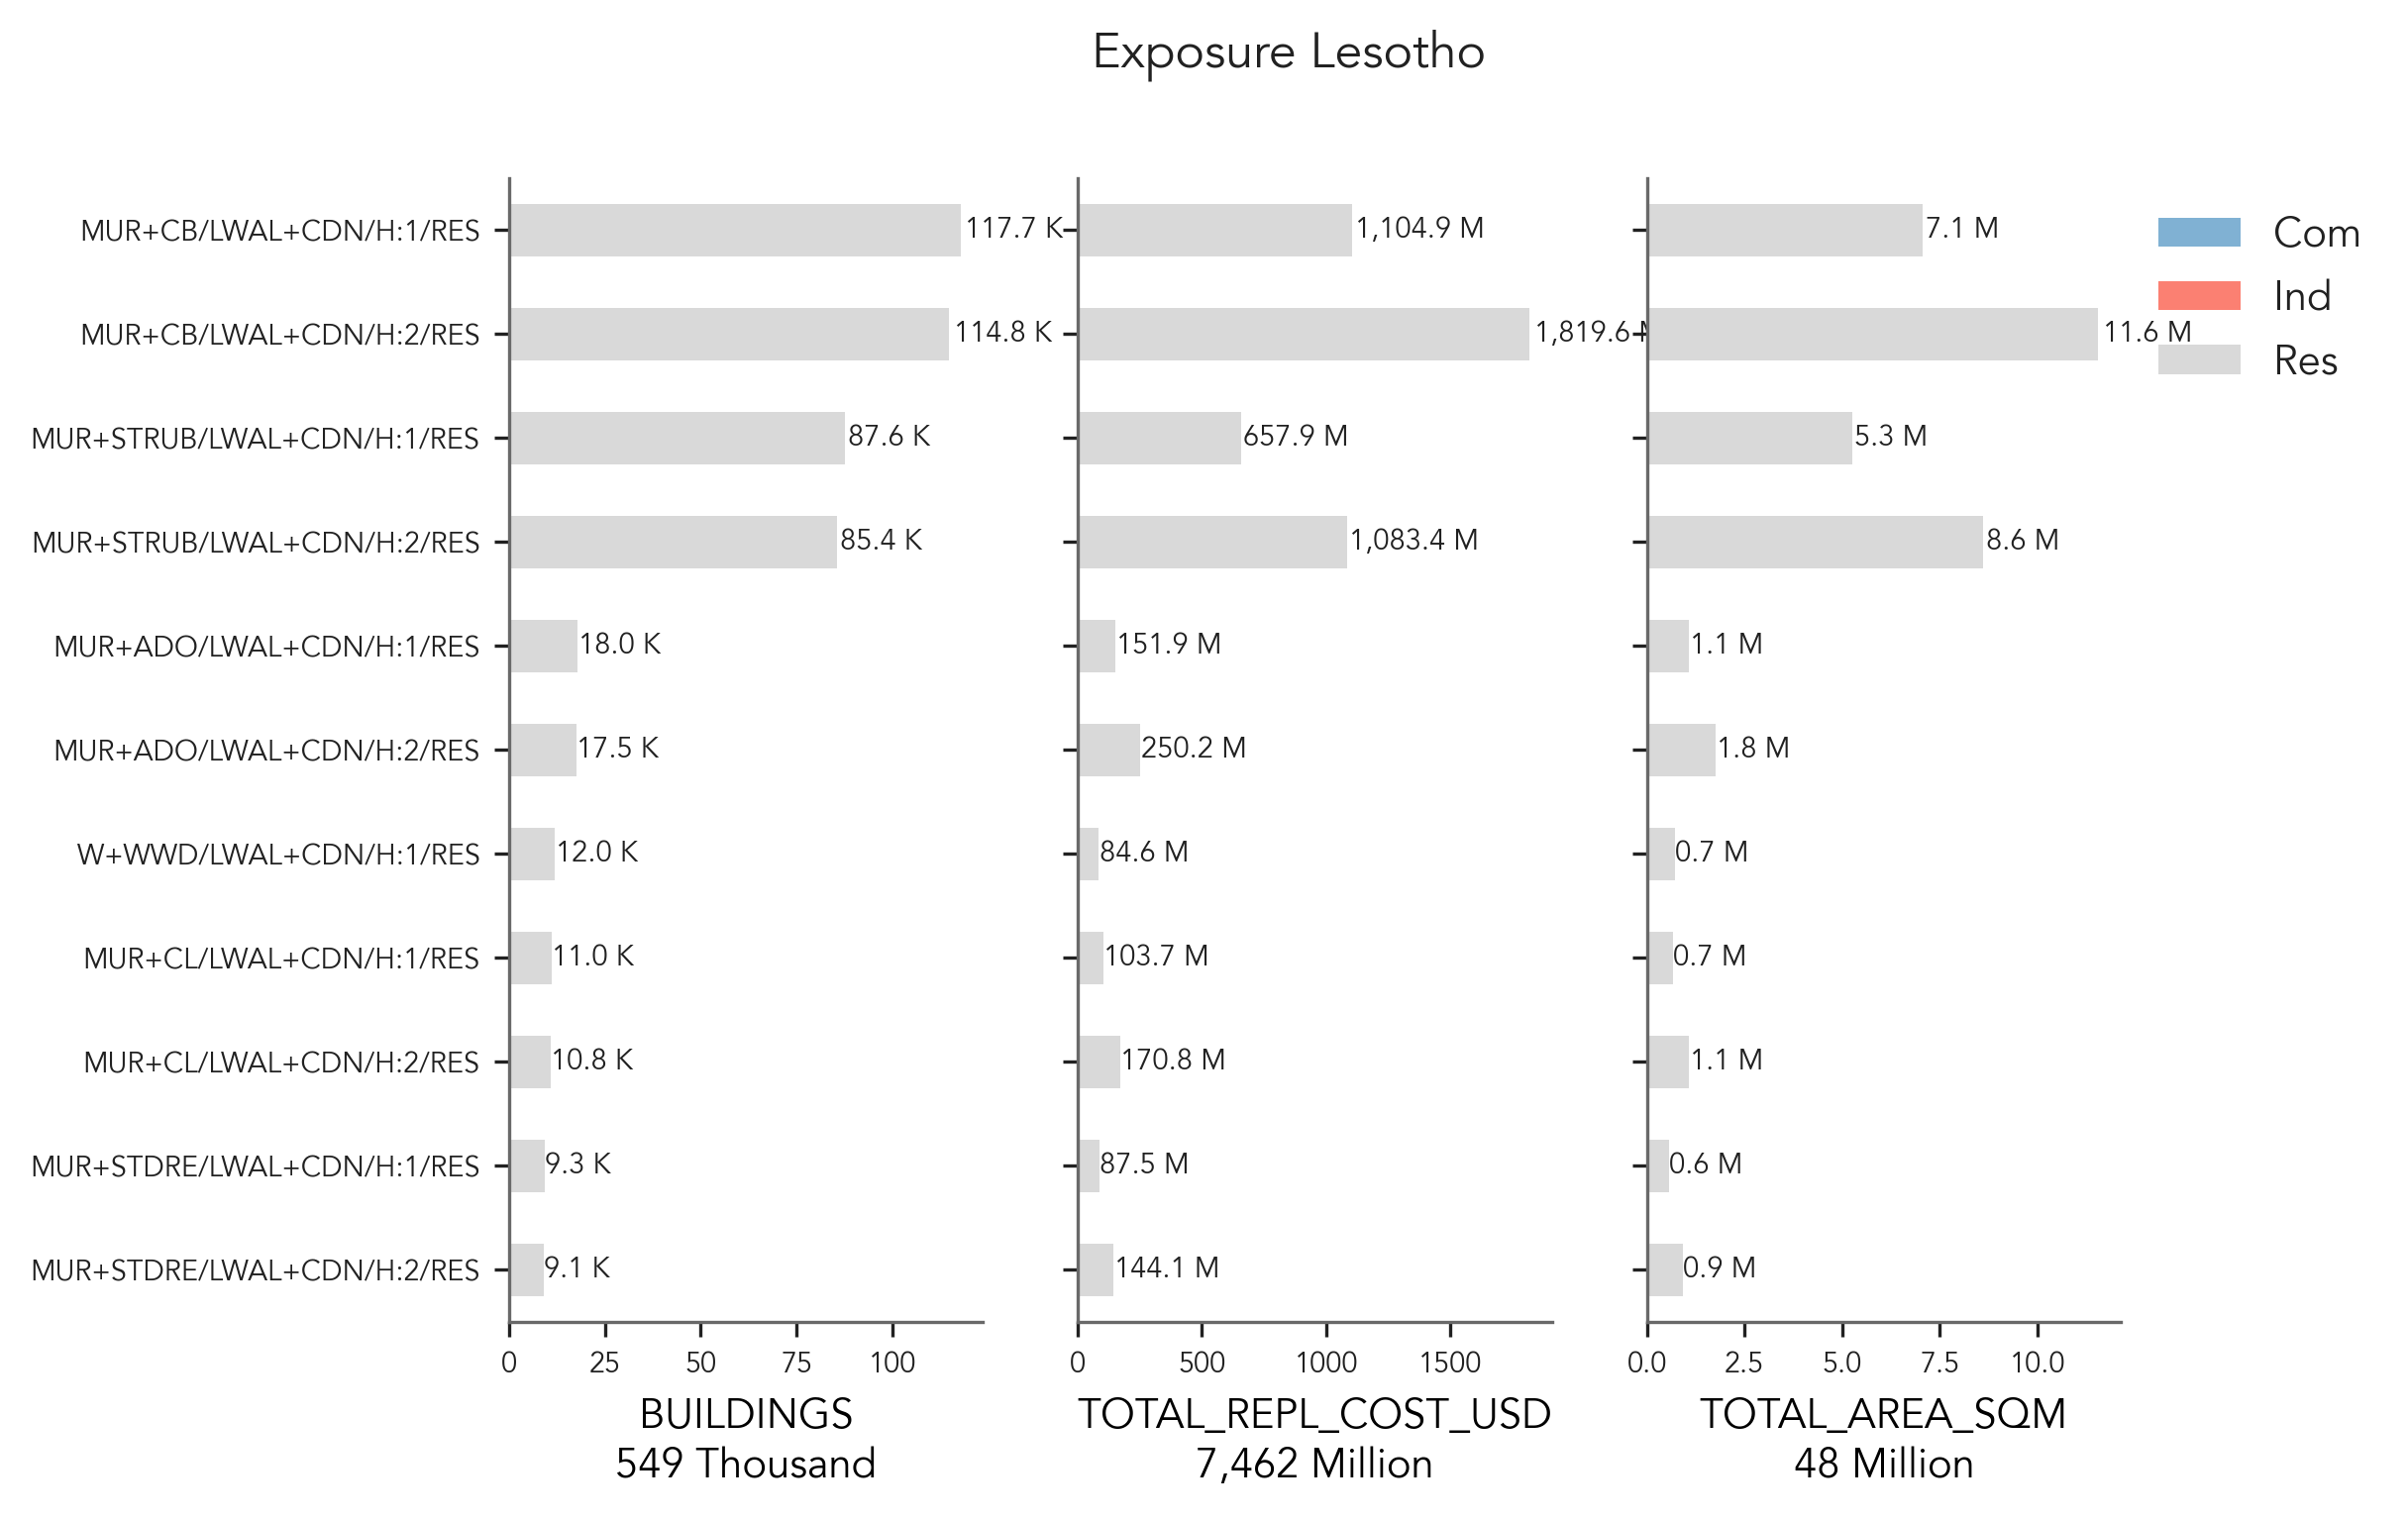 Exposure Lesotho
MUR+CB/LWAL+CDN/H:1/RES 117.7 K 1,104.9 M 7.1 M
MUR+CB/LWAL+CDN/H:2/RES 114.8 K 1,819.6 M 11.6 M
MUR+STRUB/LWAL+CDN/H:1/RES 87.6 K 657.9 M 5.3 M
MUR+STRUB/LWAL+CDN/H:2/RES 85.4 K 1,083.4 M 8.6 M
MUR+ADO/LWAL+CDN/H:1/RES 18.0 K 151.9 M 1.1 M
MUR+ADO/LWAL+CDN/H:2/RES 17.5 K 250.2 M 1.8 M
W+WWD/LWAL+CDN/H:1/RES 12.0 K 84.6 M 0.7 M
MUR+CL/LWAL+CDN/H:1/RES 11.0 K 103.7 M 0.7 M
MUR+CL/LWAL+CDN/H:2/RES 10.8 K 170.8 M 1.1 M
MUR+STDRE/LWAL+CDN/H:1/RES 9.3 K 87.5 M 0.6 M
MUR+STDRE/LWAL+CDN/H:2/RES 9.1 K 144.1 M 0.9 M
0 25 50 75 100
BUILDINGS
549 Thousand
0 500 1000 1500
TOTAL_REPL_COST_USD
7,462 Million
0.0 2.5 5.0 7.5 10.0
TOTAL_AREA_SQM
48 Million
Com
Ind
Res